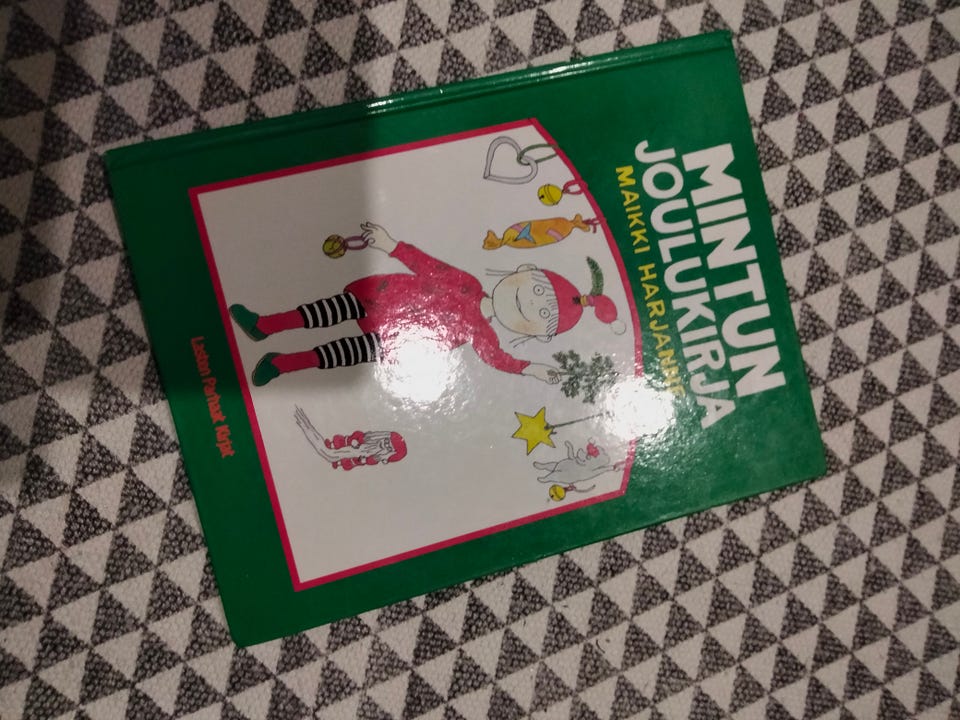 MINTUN
JOULUKIRJA
MAIKKI HARJANNE
Lasten Parhaat Kirjat